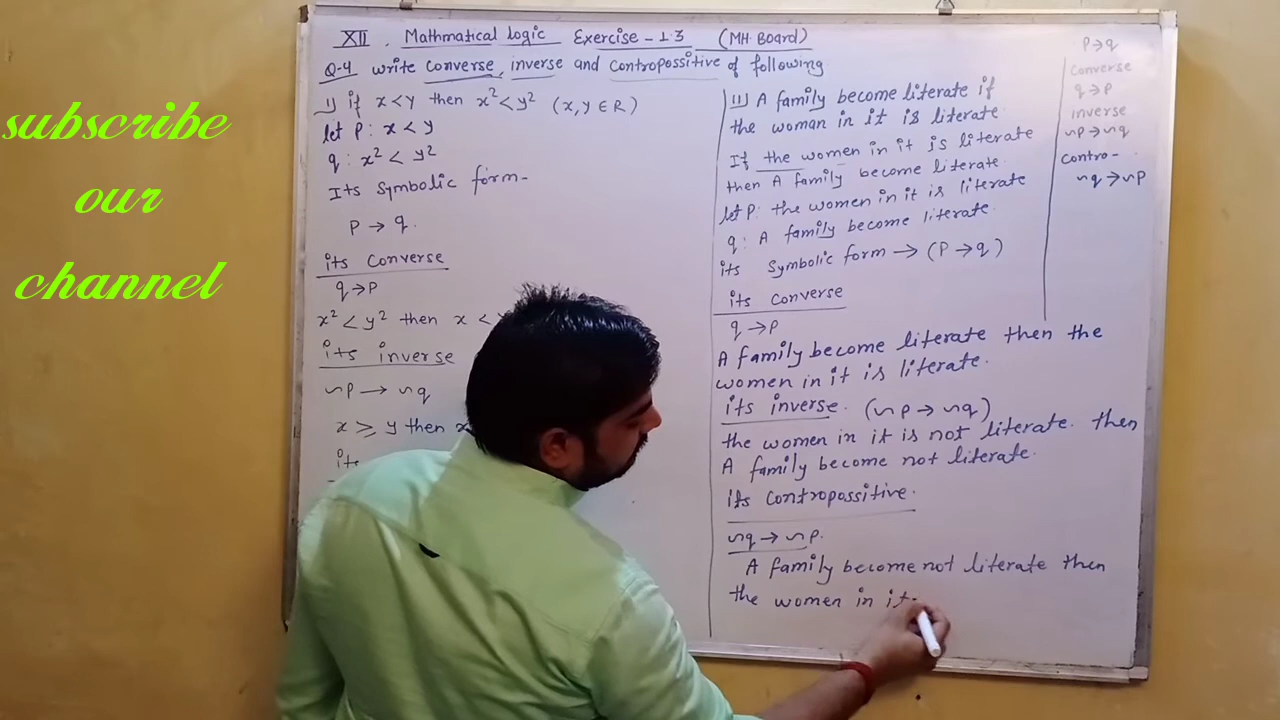 subscribe
our
channel
XII . Mathmatical logic Exercise - 1.3 (MH. Board)
Q-4 write converse, inverse and contropossitive of following
I) if x < y then x² < y² (x, y ∈ R)
let P : x < y
q : x² < y²
Its symbolic form-
P → q.
its converse
q → P
x² < y² then x <
its inverse
~P → ~q
x ≥ y then
its
II) A family become literate if
the woman in it is literate.
If the women in it is literate
then A family become literate.
let P: the women in it is literate
q: A family become literate.
its symbolic form → (P → q)
its converse
q → P
A family become literate then the
women in it is literate.
its inverse. (~P → ~q)
the women in it is not literate. then
A family become not literate.
its contropossitive.
~q → ~P.
A family become not literate then
the women in it
P → q
converse
q → P
inverse
~P → ~q
contro-
~q → ~P